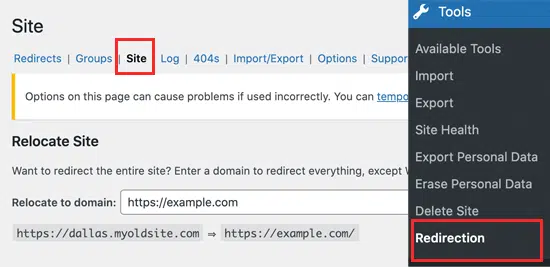 Site
Redirects | Groups | Site | Log | 404s | Import/Export | Options | Suppor
Options on this page can cause problems if used incorrectly. You can tempo
Relocate Site
Want to redirect the entire site? Enter a domain to redirect everything, except W
Relocate to domain: https://example.com
https://dallas.myoldsite.com ⇒ https://example.com/
Tools
Available Tools
Import
Export
Site Health
Export Personal Data
Erase Personal Data
Delete Site
Redirection